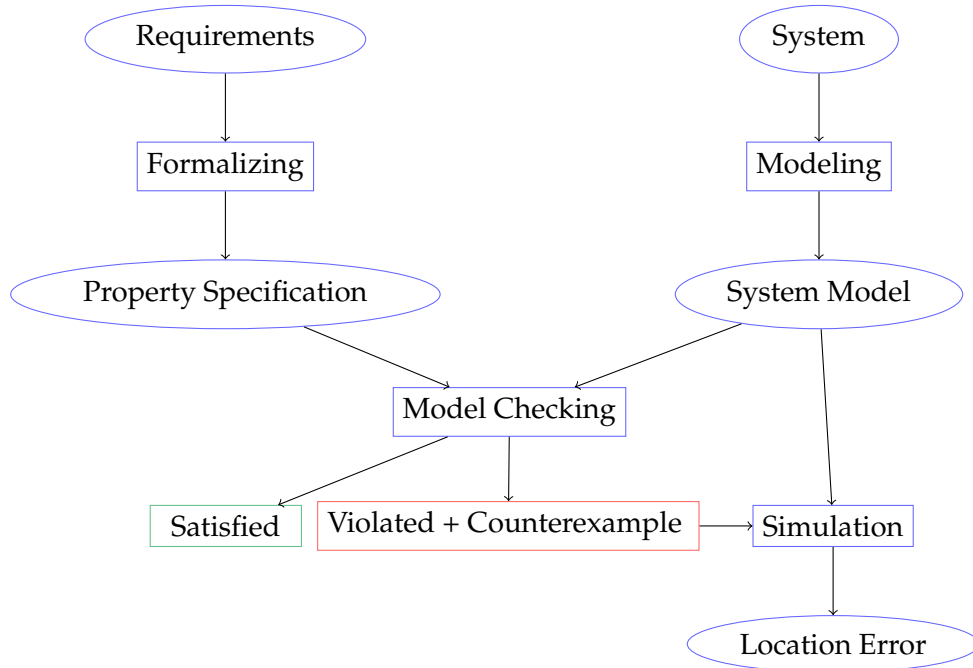 Requirements
System
Formalizing
Modeling
Property Specification
System Model
Model Checking
Satisfied
Violated + Counterexample
Simulation
Location Error